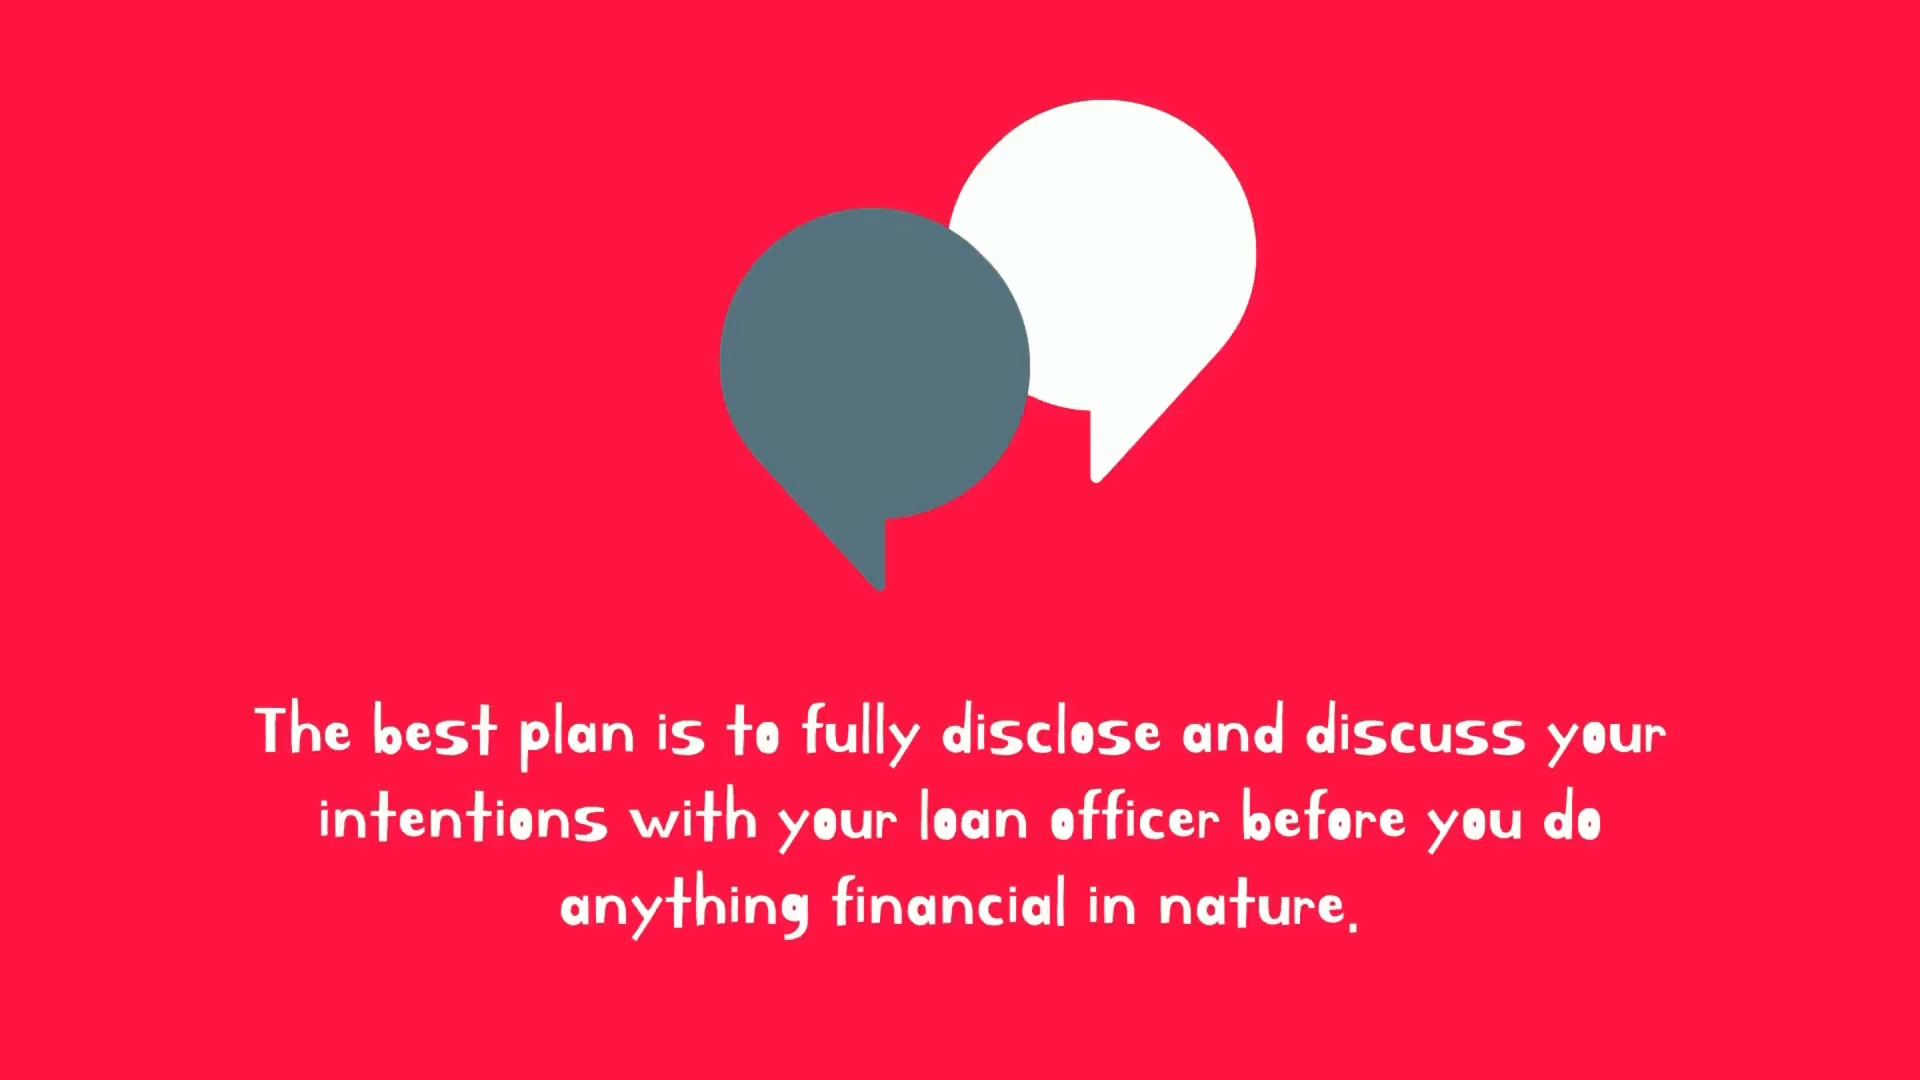 The best plan is to fully disclose and discuss your
intentions with your loan officer before you do
anything financial in nature.